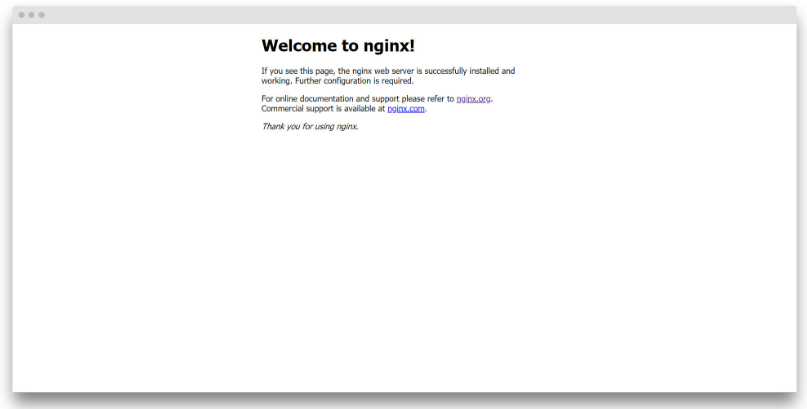 Welcome to nginx!
If you see this page, the nginx web server is successfully installed and
working. Further configuration is required.
For online documentation and support please refer to nginx.org.
Commercial support is available at nginx.com.
Thank you for using nginx.